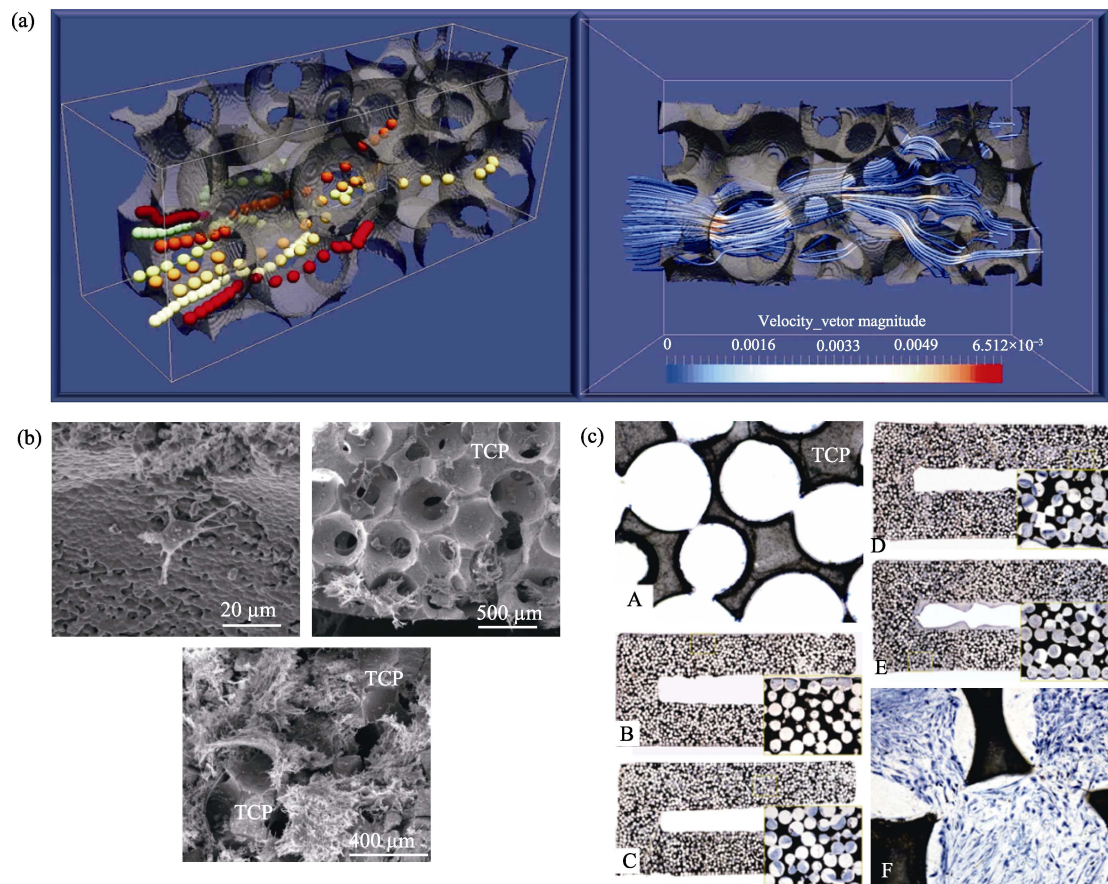 (a)
Velocity_vetor magnitude
0 0.0016 0.0033 0.0049 6.512×10⁻³
(b)
TCP
20 μm
500 μm
TCP
TCP
400 μm
(c)
TCP
A
B
C
D
E
F